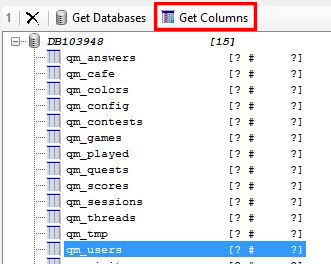 1 Get Databases Get Columns
DB103948 [15]
qm_answers [? # ?]
qm_cafe [? # ?]
qm_colors [? # ?]
qm_config [? # ?]
qm_contests [? # ?]
qm_games [? # ?]
qm_played [? # ?]
qm_quests [? # ?]
qm_scores [? # ?]
qm_sessions [? # ?]
qm_threads [? # ?]
qm_tmp [? # ?]
qm_users [? # ?]